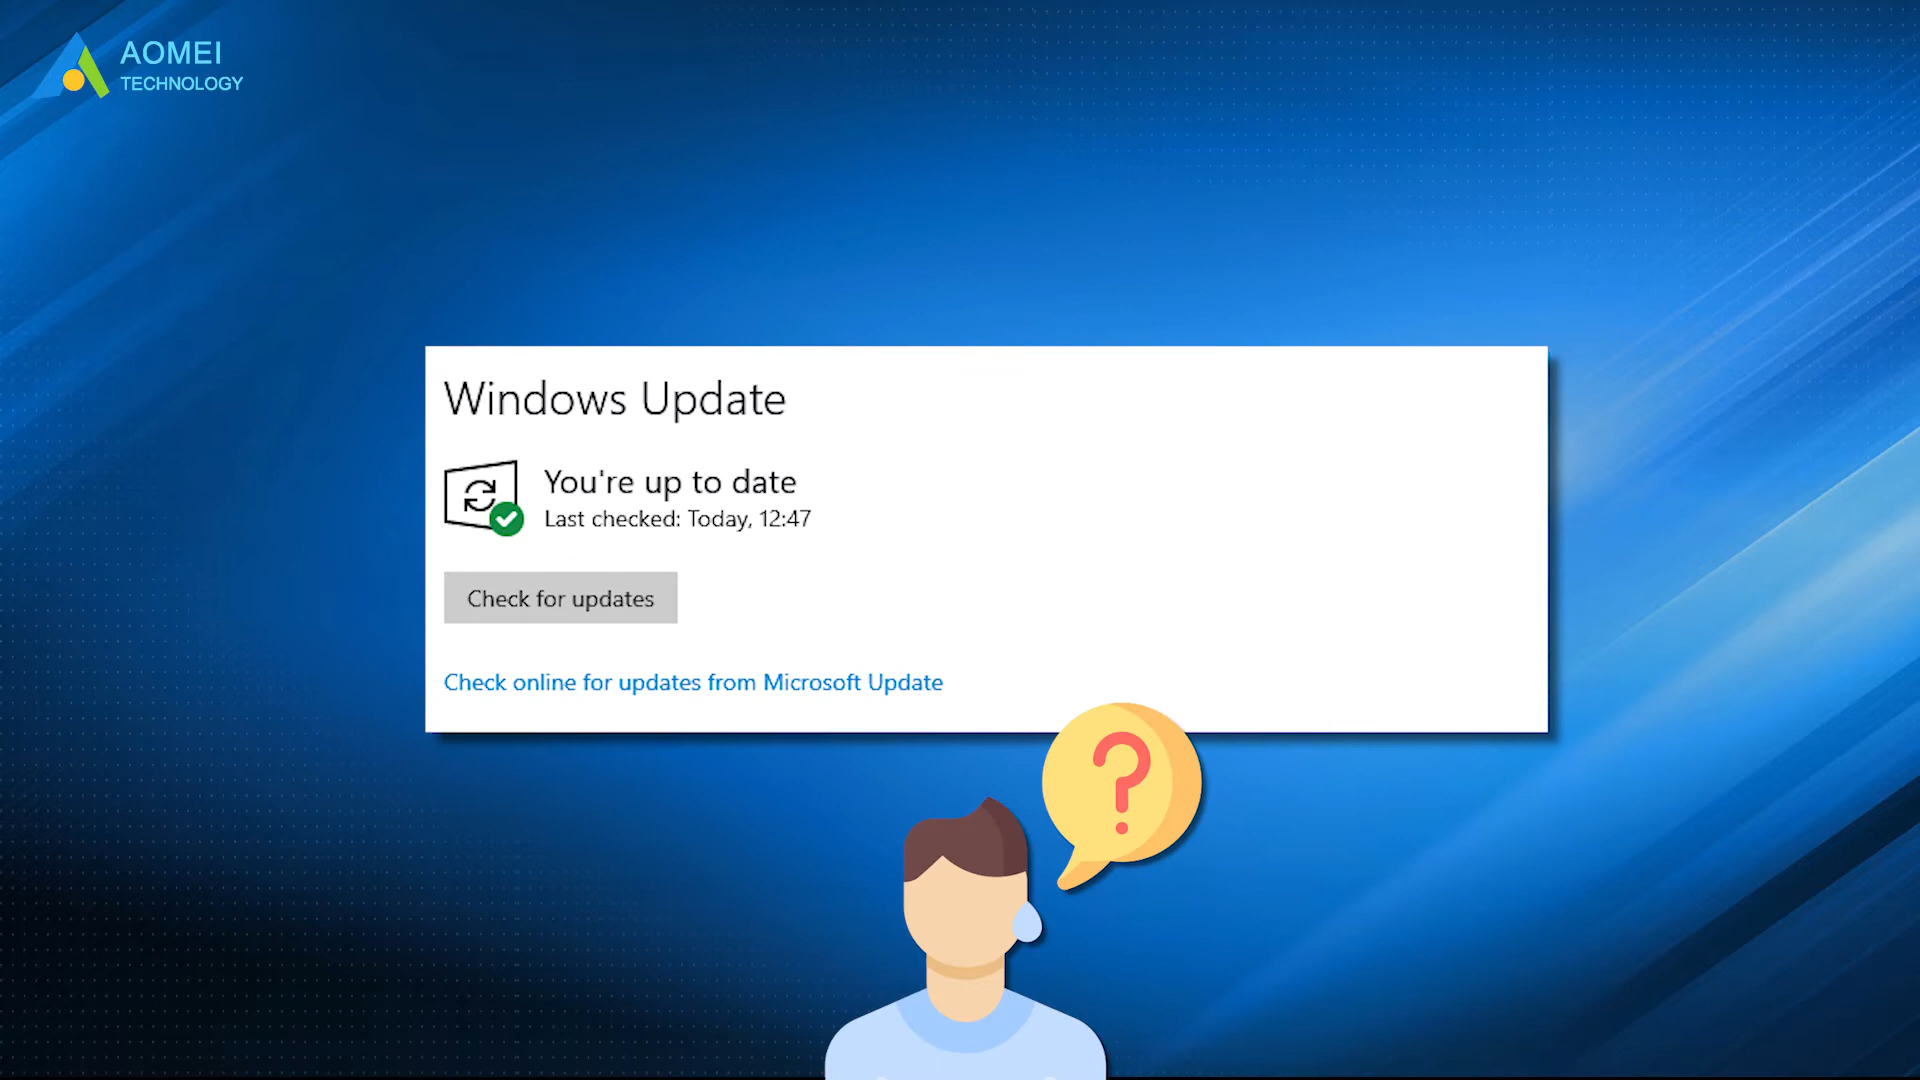 AOMEI
TECHNOLOGY
Windows Update
You're up to date
Last checked: Today, 12:47
Check for updates
Check online for updates from Microsoft Update
?